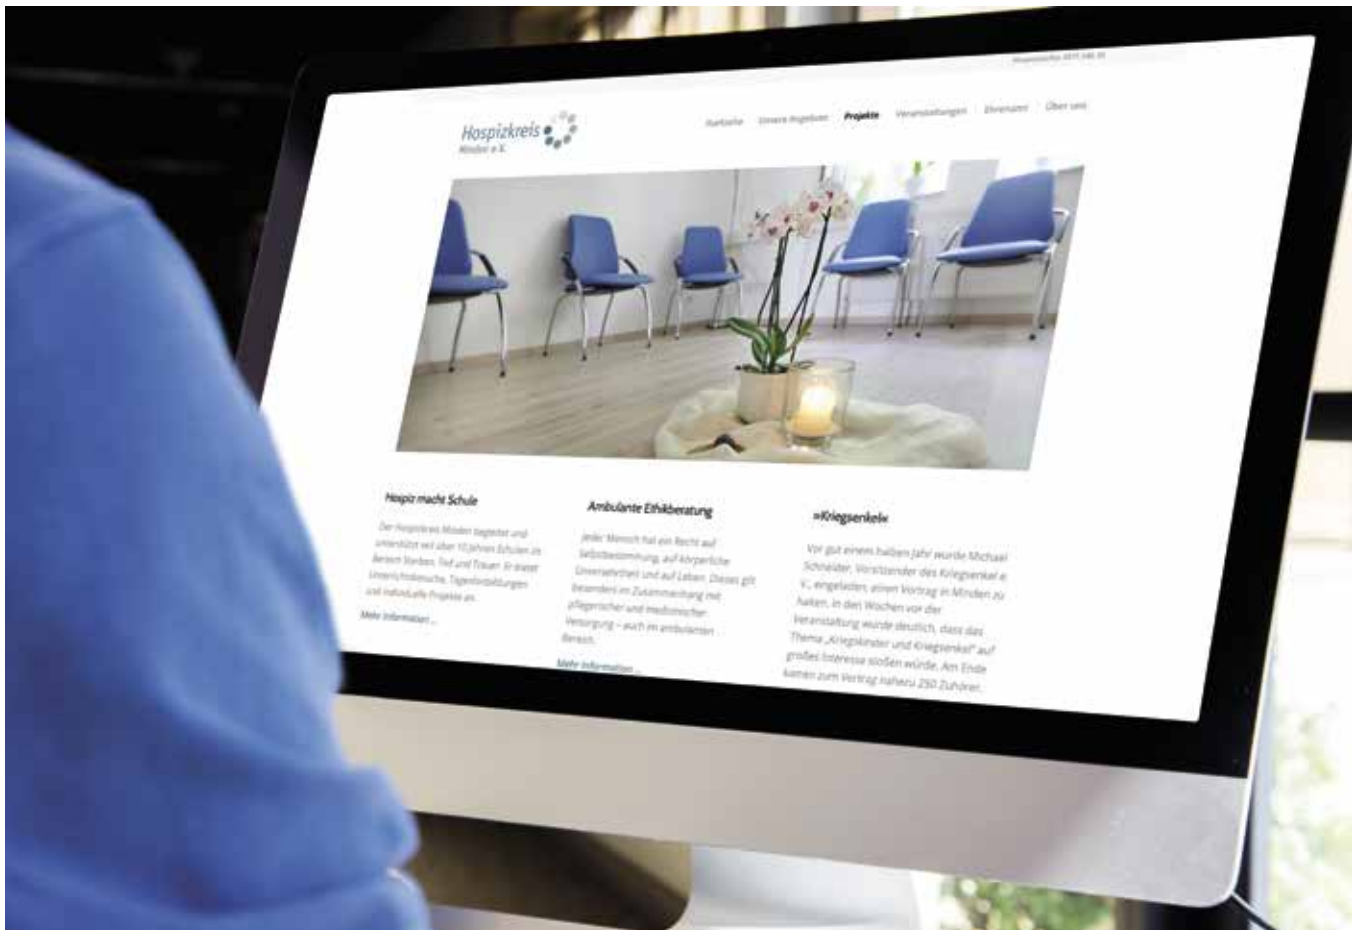 Hospizkreis
Minden e.V.
Startseite Unsere Angebote Projekte Veranstaltungen Ehrenamt Über uns
Hospiz macht Schule
Der Hospizkreis Minden begleitet und
unterstützt seit über 10 Jahren Schulen im
Bereich Sterben, Tod und Trauer. Er bietet
Unterrichtsbesuche, Tagesfortbildungen
und individuelle Projekte an.
Mehr Information ...
Ambulante Ethikberatung
Jeder Mensch hat ein Recht auf
Selbstbestimmung, auf körperliche
Unversehrtheit und auf Leben. Dieses gilt
besonders im Zusammenhang mit
pflegerischer und medizinischer
Versorgung – auch im ambulanten
Bereich.
Mehr Information ...
»Kriegsenkel«
Vor gut einem halben Jahr wurde Michael
Schneider, Vorsitzender des Kriegsenkel e.
V., engeladen, einen Vortrag in Minden zu
halten. In den Wochen vor der
Veranstaltung wurde deutlich, dass das
Thema „Kriegskinder und Kriegsenkel“ auf
großes Interesse stoßen würde. Am Ende
kamen zum Vortrag nahezu 250 Zuhörer.